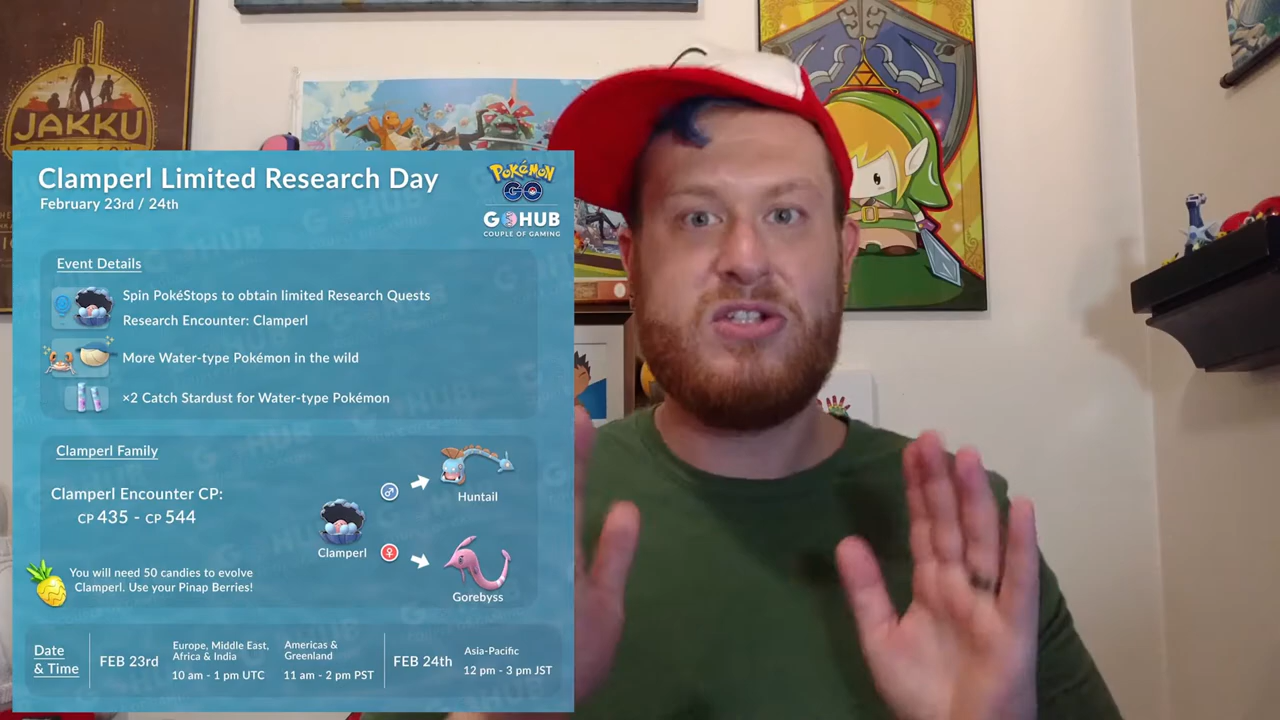 JAKKU
Clamperl Limited Research Day
February 23rd / 24th
POKÉMON
GO
GOHUB
COUPLE OF GAMING
Event Details
Spin PokéStops to obtain limited Research Quests
Research Encounter: Clamperl
More Water-type Pokémon in the wild
×2 Catch Stardust for Water-type Pokémon
Clamperl Family
Clamperl Encounter CP:
CP 435 - CP 544
Clamperl
Huntail
Gorebyss
You will need 50 candies to evolve
Clamperl. Use your Pinap Berries!
Date
& Time
FEB 23rd
Europe, Middle East,
Africa & India
10 am - 1 pm UTC
Americas &
Greenland
11 am - 2 pm PST
FEB 24th
Asia-Pacific
12 pm - 3 pm JST